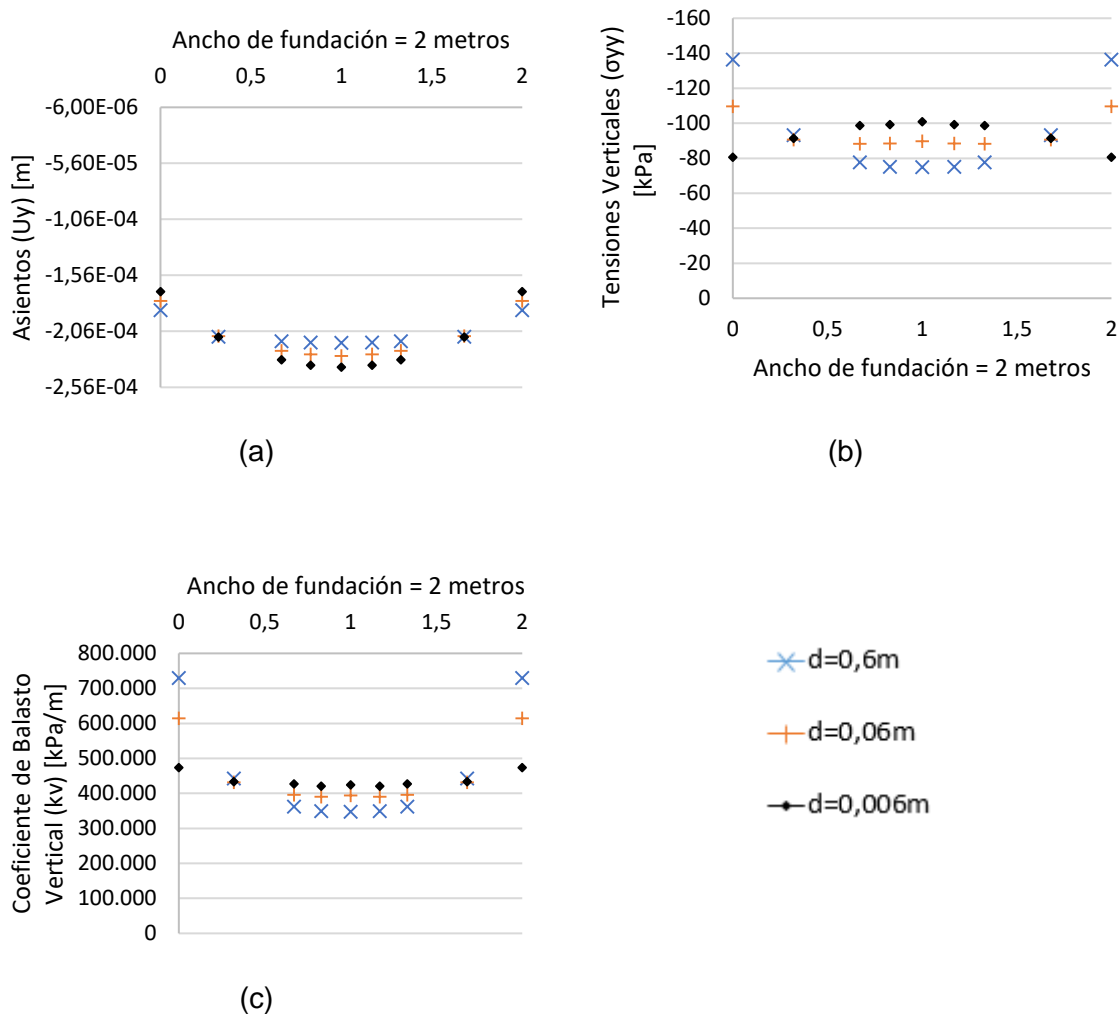 Ancho de fundación = 2 metros
0 0,5 1 1,5 2
-6,00E-06
-5,60E-05
-1,06E-04
-1,56E-04
-2,06E-04
-2,56E-04
Asientos (Uy) [m]
(a)
-160
-140
-120
-100
-80
-60
-40
-20
0
Tensiones Verticales (σyy)
[kPa]
0 0,5 1 1,5 2
Ancho de fundación = 2 metros
(b)
Ancho de fundación = 2 metros
0 0,5 1 1,5 2
800.000
700.000
600.000
500.000
400.000
300.000
200.000
100.000
0
Coeficiente de Balasto
Vertical (kv) [kPa/m]
(c)
d=0,6m
d=0,06m
d=0,006m